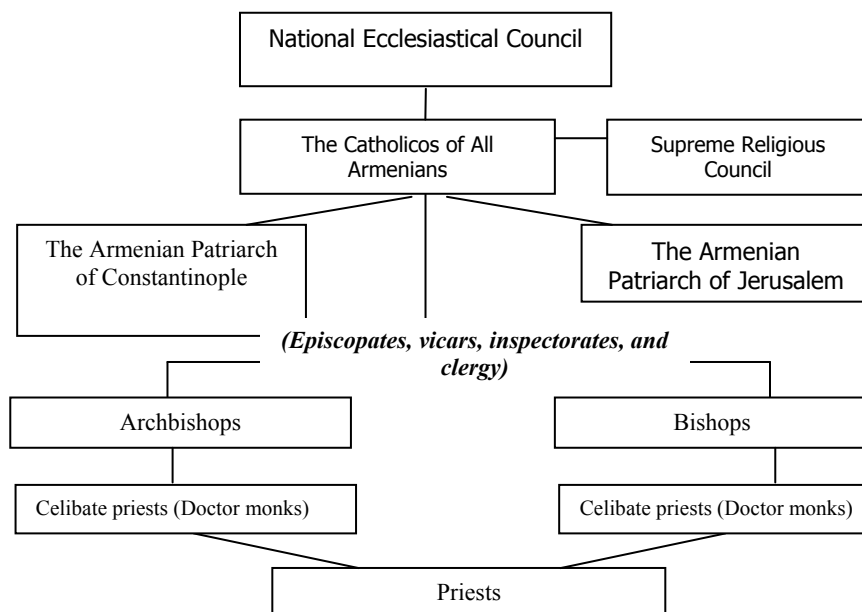 National Ecclesiastical Council
The Catholicos of All
Armenians
Supreme Religious
Council
The Armenian Patriarch
of Constantinople
The Armenian
Patriarch of Jerusalem
(Episcopates, vicars, inspectorates, and
clergy)
Archbishops
Bishops
Celibate priests (Doctor monks)
Celibate priests (Doctor monks)
Priests